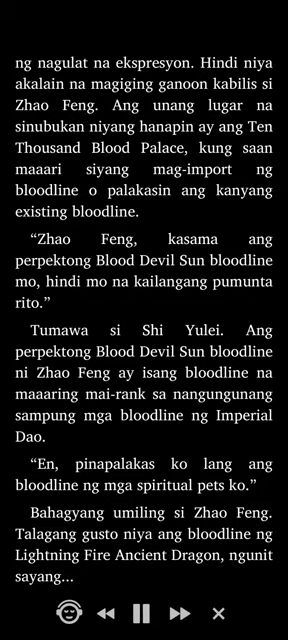 ng nagulat na ekspresyon. Hindi niya
akalain na magiging ganoon kabilis si
Zhao Feng. Ang unang lugar na
sinubukan niyang hanapin ay ang Ten
Thousand Blood Palace, kung saan
maaari siyang mag-import ng
bloodline o palakasin ang kanyang
existing bloodline.
“Zhao Feng, kasama ang
perpektong Blood Devil Sun bloodline
mo, hindi mo na kailangang pumunta
rito.”
Tumawa si Shi Yulei. Ang
perpektong Blood Devil Sun bloodline
ni Zhao Feng ay isang bloodline na
maaaring mai-rank sa nangungunang
sampung mga bloodline ng Imperial
Dao.
“En, pinapalakas ko lang ang
bloodline ng mga spiritual pets ko.”
Bahagyang umiling si Zhao Feng.
Talagang gusto niya ang bloodline ng
Lightning Fire Ancient Dragon, ngunit
sayang...